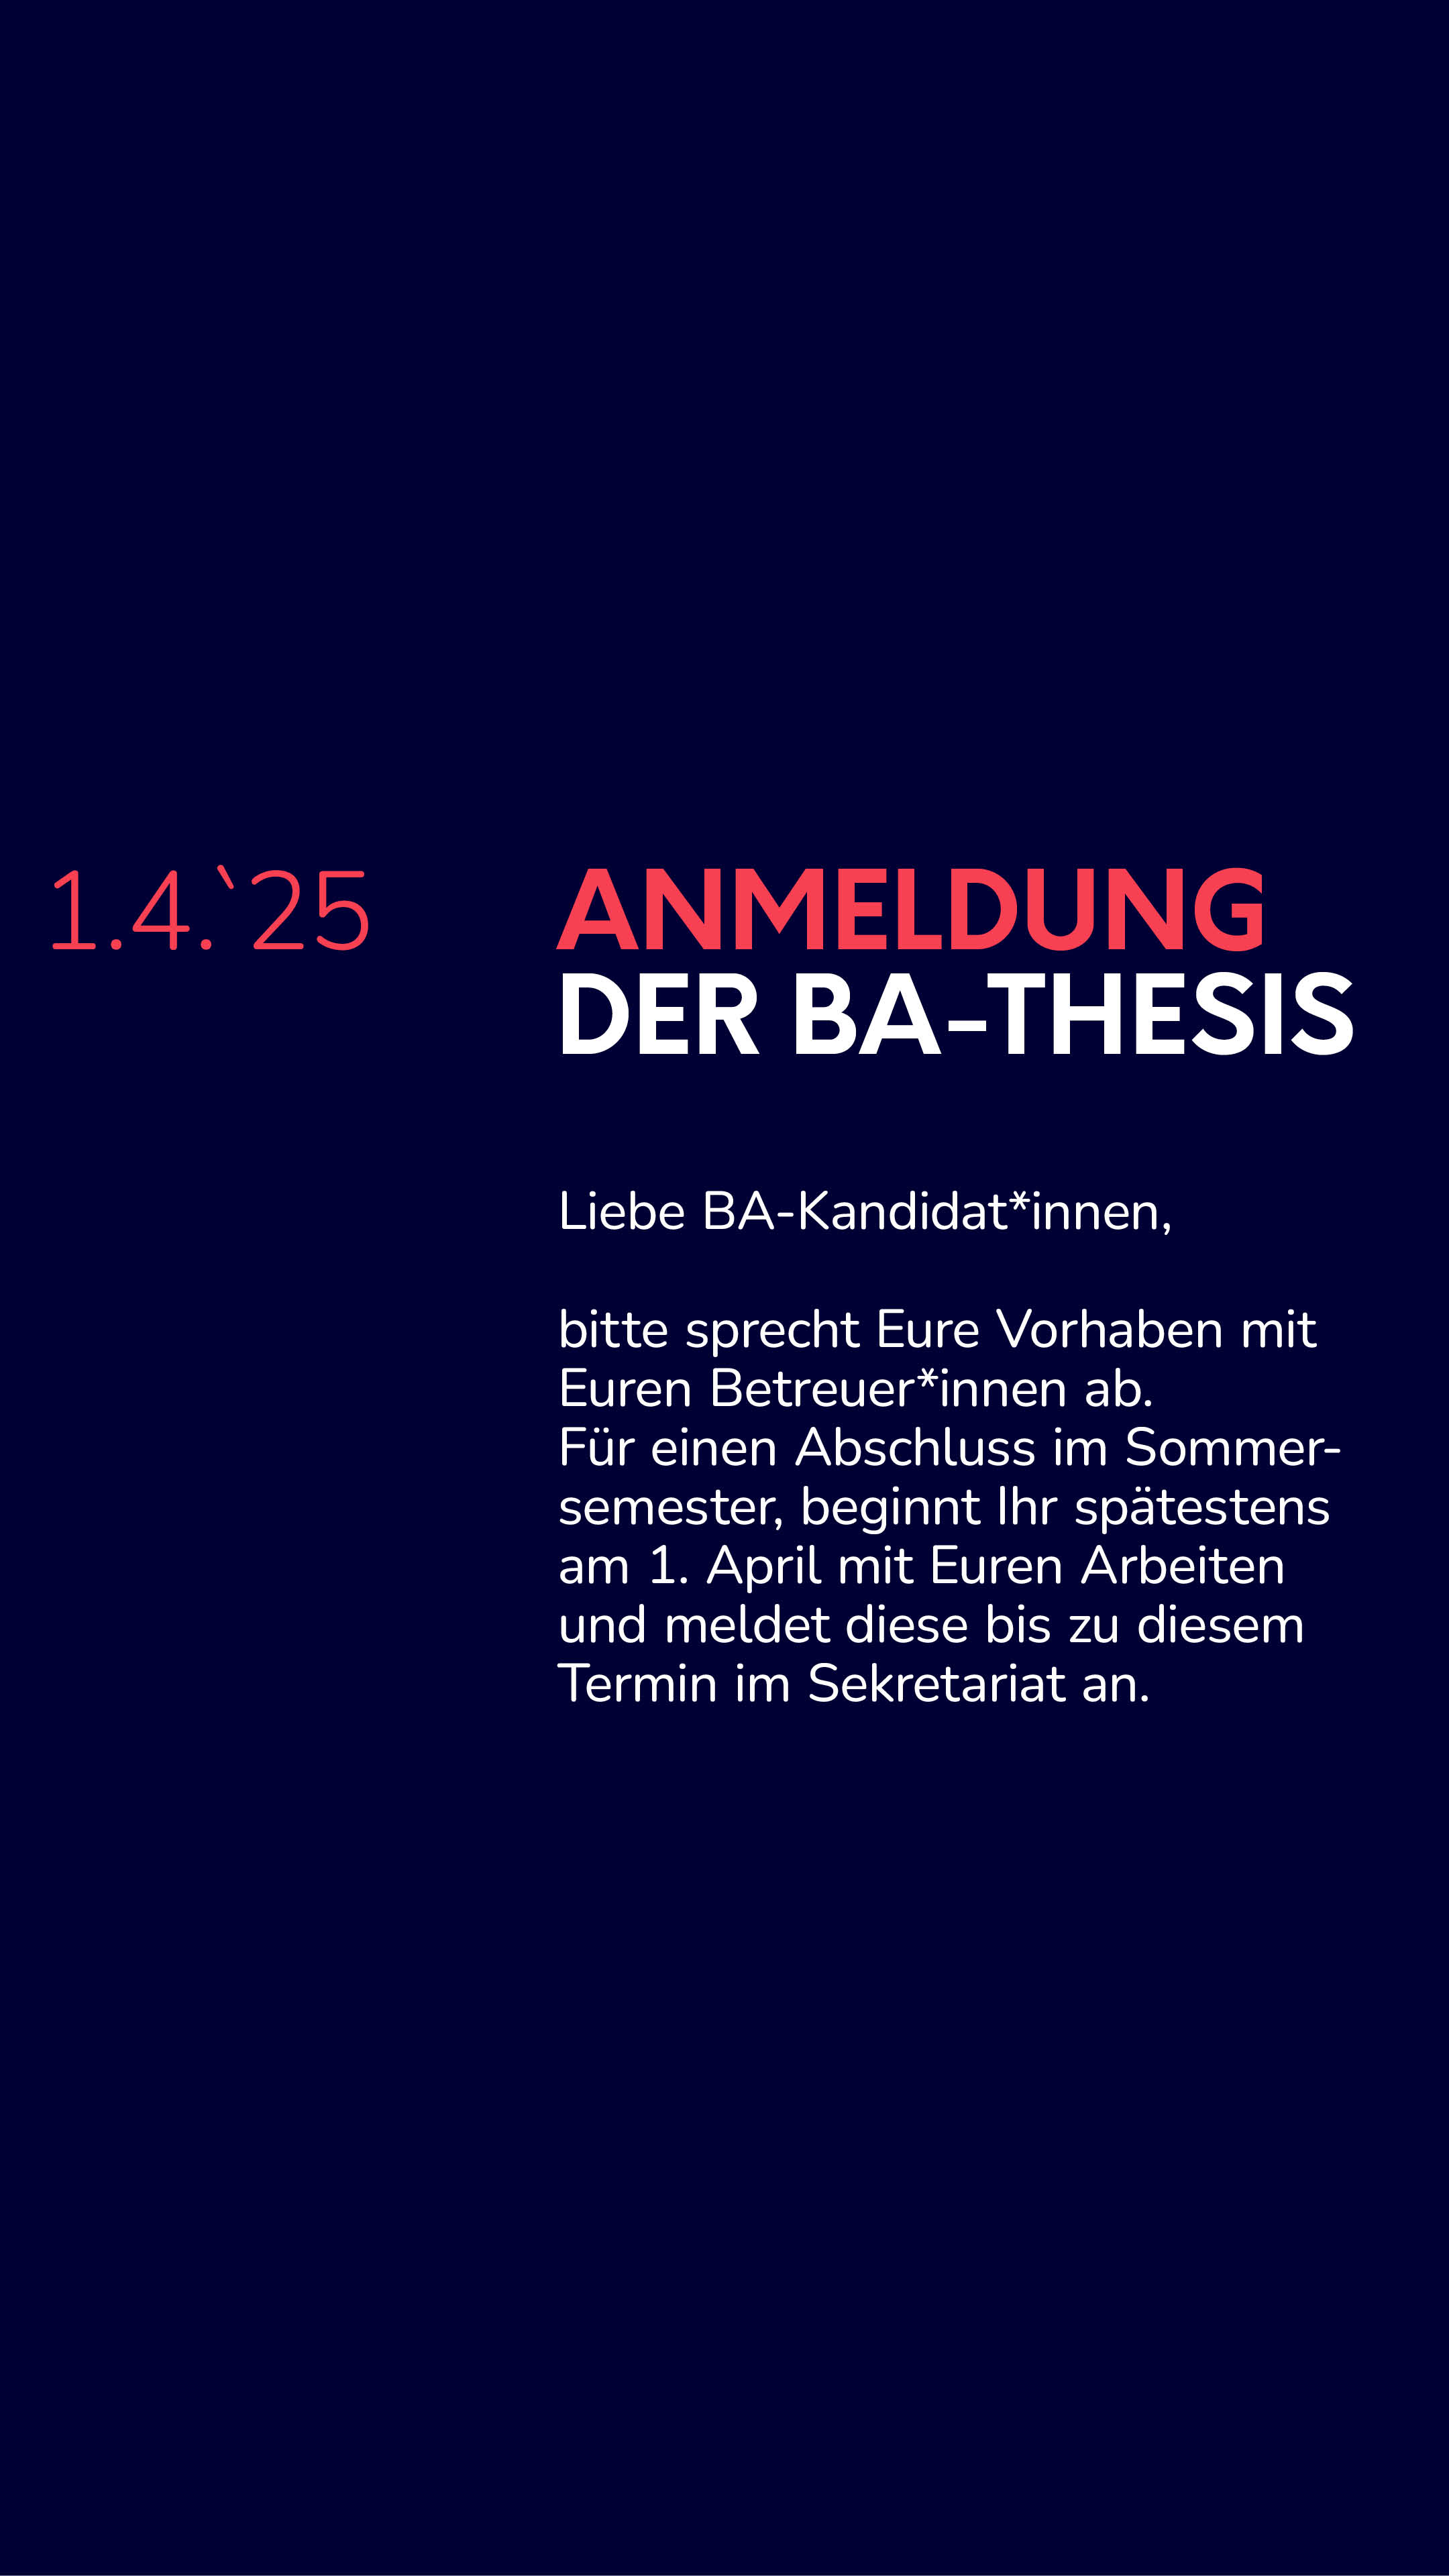 1.4.`25
ANMELDUNG
DER BA-THESIS
Liebe BA-Kandidat*innen,
bitte sprecht Eure Vorhaben mit
Euren Betreuer*innen ab.
Für einen Abschluss im Sommer-
semester, beginnt Ihr spätestens
am 1. April mit Euren Arbeiten
und meldet diese bis zu diesem
Termin im Sekretariat an.